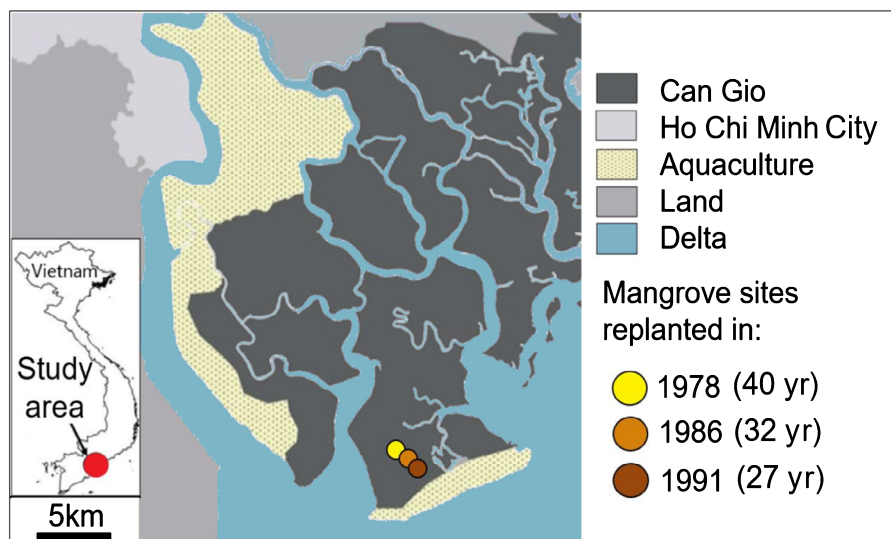 Can Gio
Ho Chi Minh City
Aquaculture
Land
Delta
Mangrove sites
replanted in:
1978 (40 yr)
1986 (32 yr)
1991 (27 yr)
Vietnam
Study
area
5km